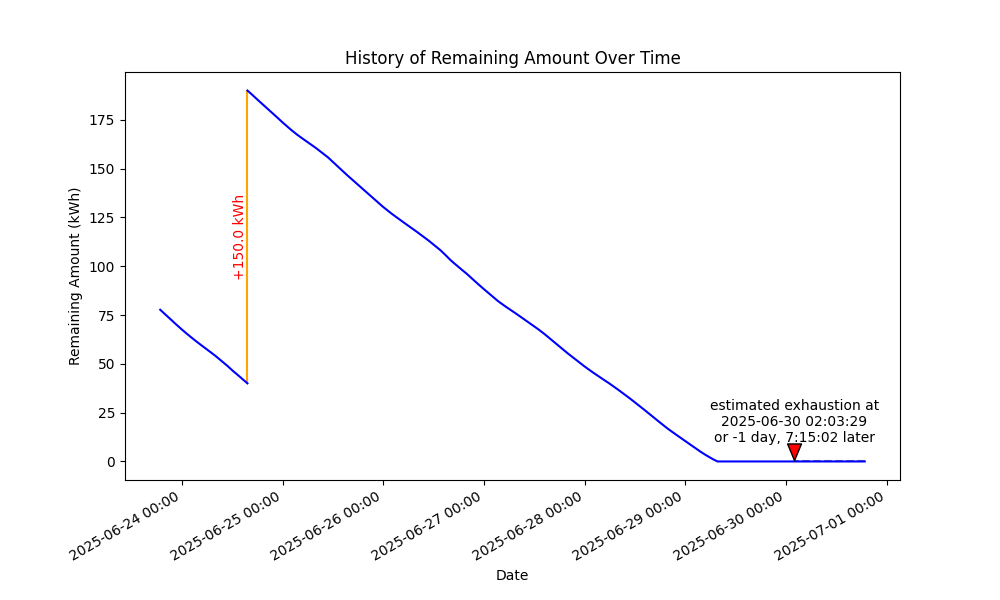 History of Remaining Amount Over Time
Remaining Amount (kWh)
175
150
125
100
75
50
25
0
+150.0 kWh
estimated exhaustion at
2025-06-30 02:03:29
or -1 day, 7:15:02 later
2025-06-24 00:00
2025-06-25 00:00
2025-06-26 00:00
2025-06-27 00:00
2025-06-28 00:00
2025-06-29 00:00
2025-06-30 00:00
2025-07-01 00:00
Date